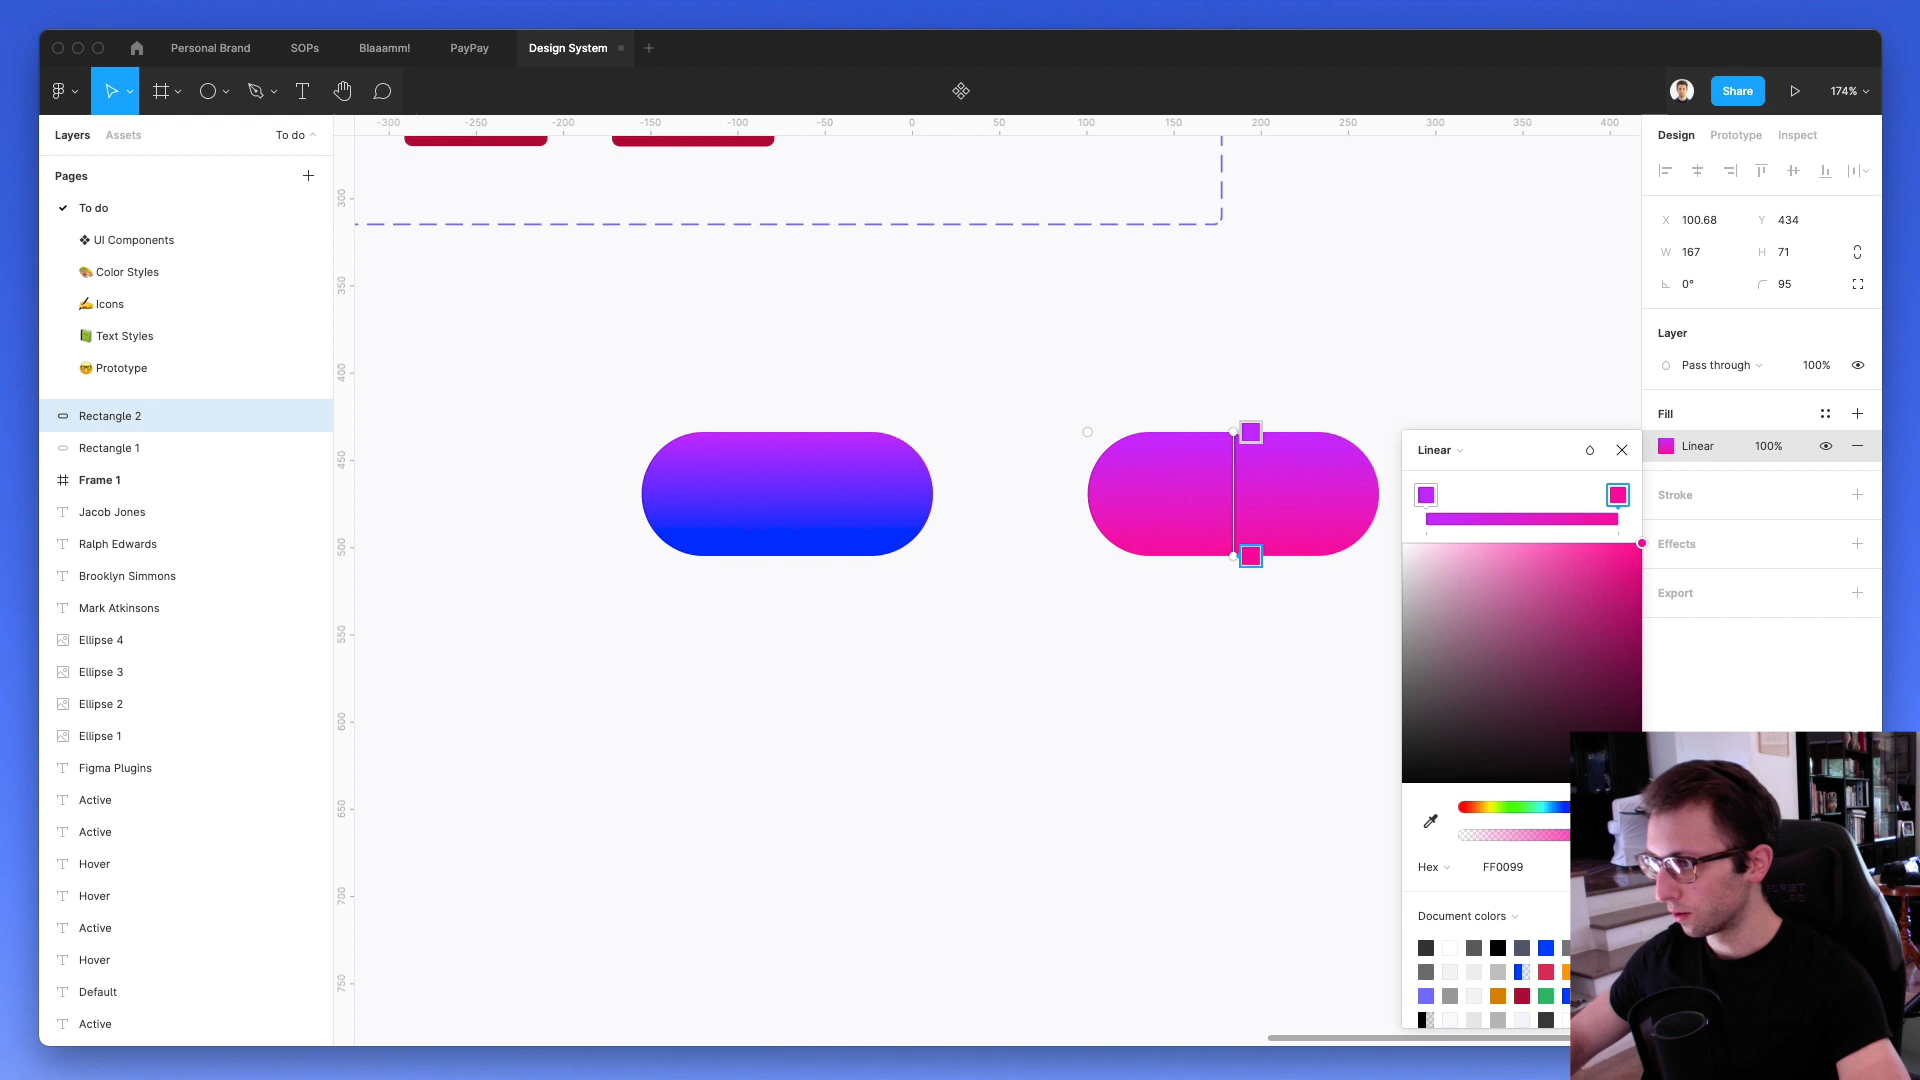 Personal Brand
SOPs
Blaaamm!
PayPay
Design System
Share
174%
Layers
Assets
To do
-300
-250
-200
-150
-100
-50
0
50
100
150
200
250
300
350
400
Design
Prototype
Inspect
Pages
To do
UI Components
Color Styles
Icons
Text Styles
Prototype
Rectangle 2
Rectangle 1
Frame 1
Jacob Jones
Ralph Edwards
Brooklyn Simmons
Mark Atkinsons
Ellipse 4
Ellipse 3
Ellipse 2
Ellipse 1
Figma Plugins
Active
Active
Hover
Hover
Active
Hover
Default
Active
300
350
400
450
500
550
600
650
700
750
X 100.68
Y 434
W 167
H 71
0°
95
Layer
Pass through
100%
Fill
Linear
100%
Stroke
Effects
Export
Linear
Hex
FF0099
Document colors